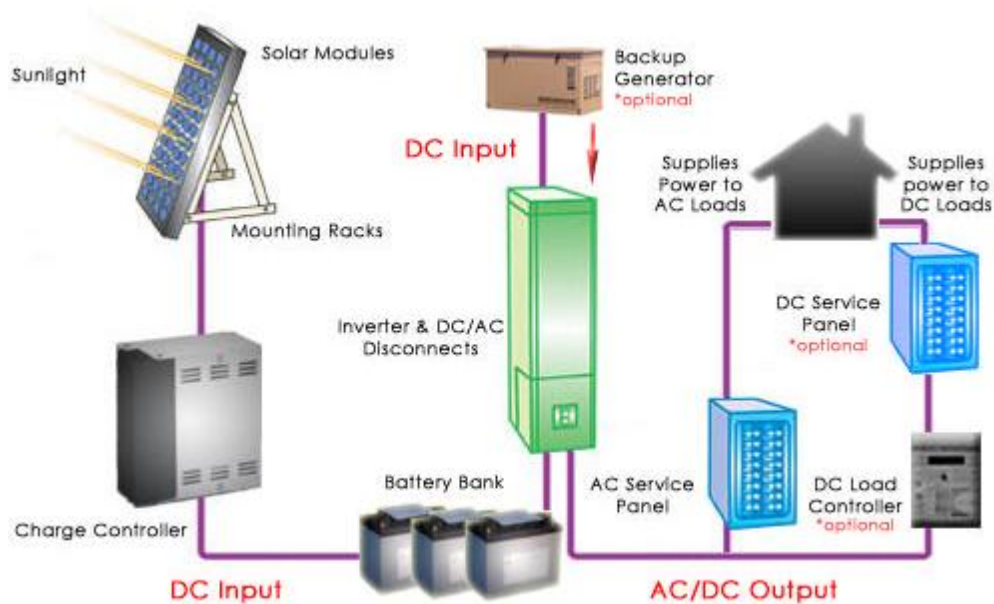 Solar Modules
Sunlight
Mounting Racks
Backup
Generator
*optional
DC Input
Supplies
Power to
AC Loads
Supplies
power to
DC Loads
Inverter & DC/AC
Disconnects
DC Service
Panel
*optional
Battery Bank
AC Service
Panel
DC Load
Controller
*optional
Charge Controller
DC Input
AC/DC Output